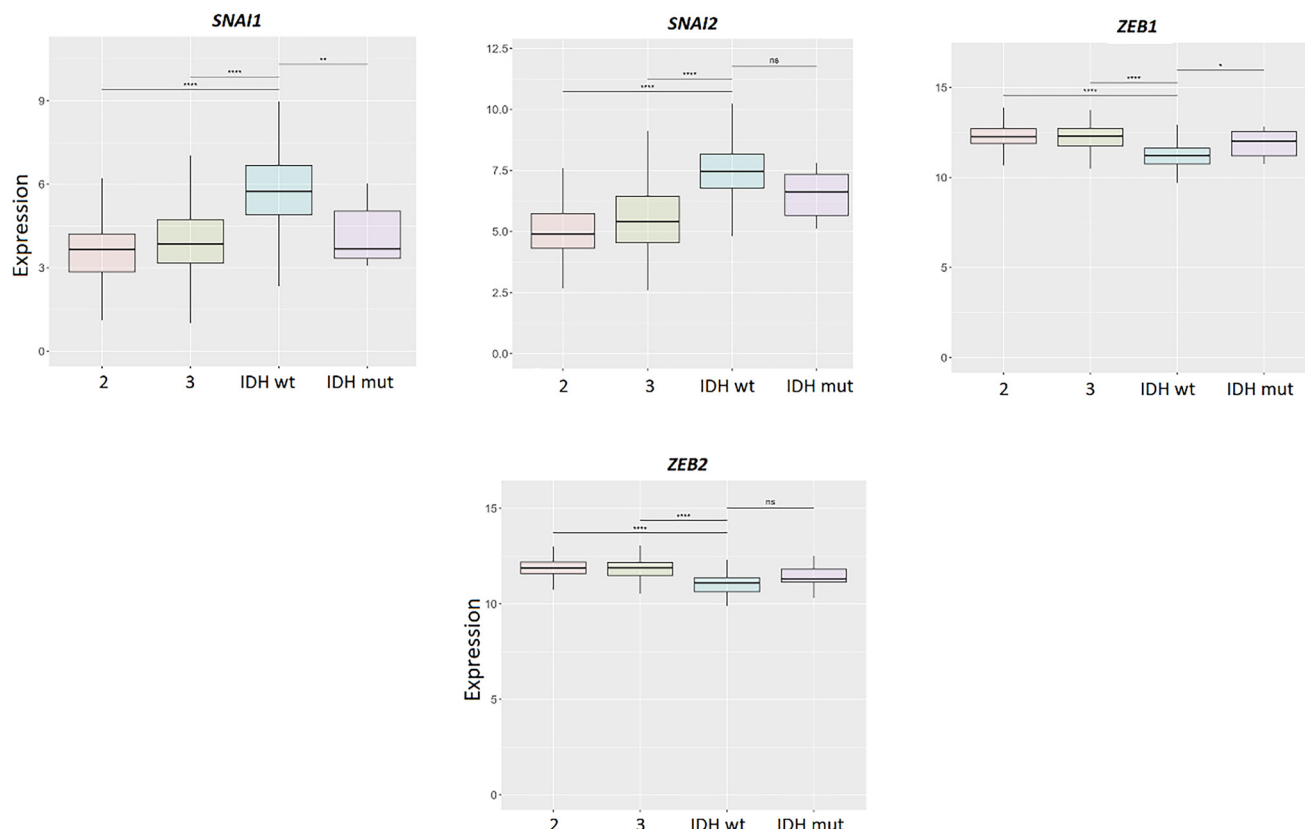 SNAI1
**
****
****
9
6
3
0
Expression
2 3 IDH wt IDH mut
SNAI2
12.5
ns
****
****
10.0
7.5
5.0
2.5
0.0
2 3 IDH wt IDH mut
ZEB1
*
****
****
15
10
5
0
2 3 IDH wt IDH mut
ZEB2
15
ns
****
****
10
5
0
Expression
2 3 IDH wt IDH mut